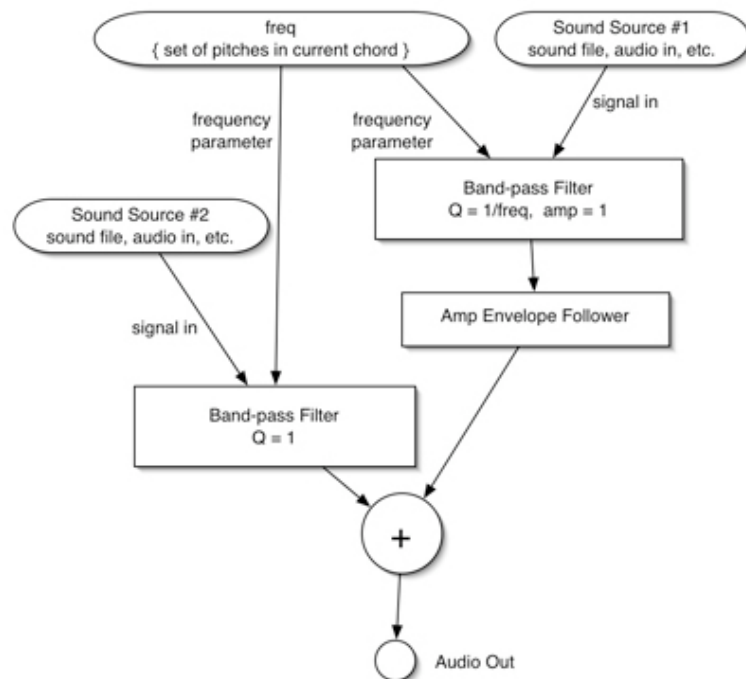 freq
{ set of pitches in current chord }
Sound Source #1
sound file, audio in, etc.
signal in
frequency
parameter
frequency
parameter
Band-pass Filter
Q = 1/freq, amp = 1
Sound Source #2
sound file, audio in, etc.
Amp Envelope Follower
signal in
Band-pass Filter
Q = 1
+
Audio Out